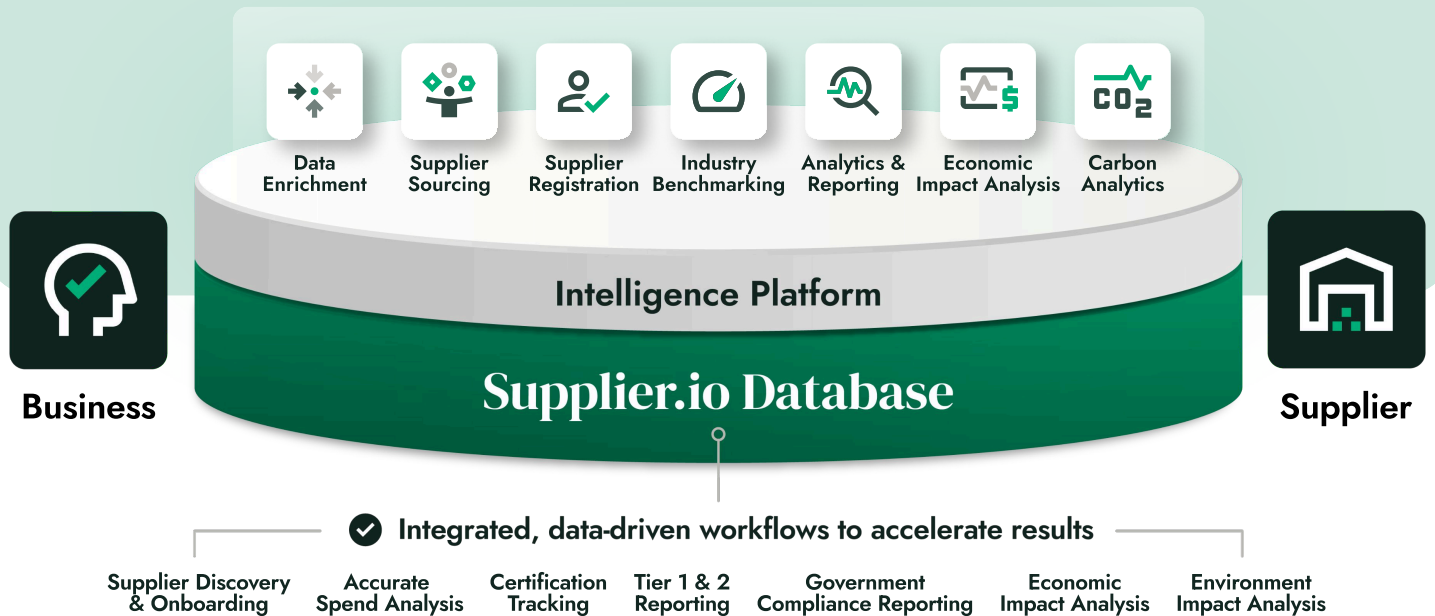 CO2
Data
Enrichment
Supplier
Sourcing
Supplier
Registration
Industry
Benchmarking
Analytics &
Reporting
Economic
Impact Analysis
Carbon
Analytics
Intelligence Platform
Supplier.io Database
Business
Supplier
Integrated, data-driven workflows to accelerate results
Supplier Discovery
& Onboarding
Accurate
Spend Analysis
Certification
Tracking
Tier 1 & 2
Reporting
Government
Compliance Reporting
Economic
Impact Analysis
Environment
Impact Analysis